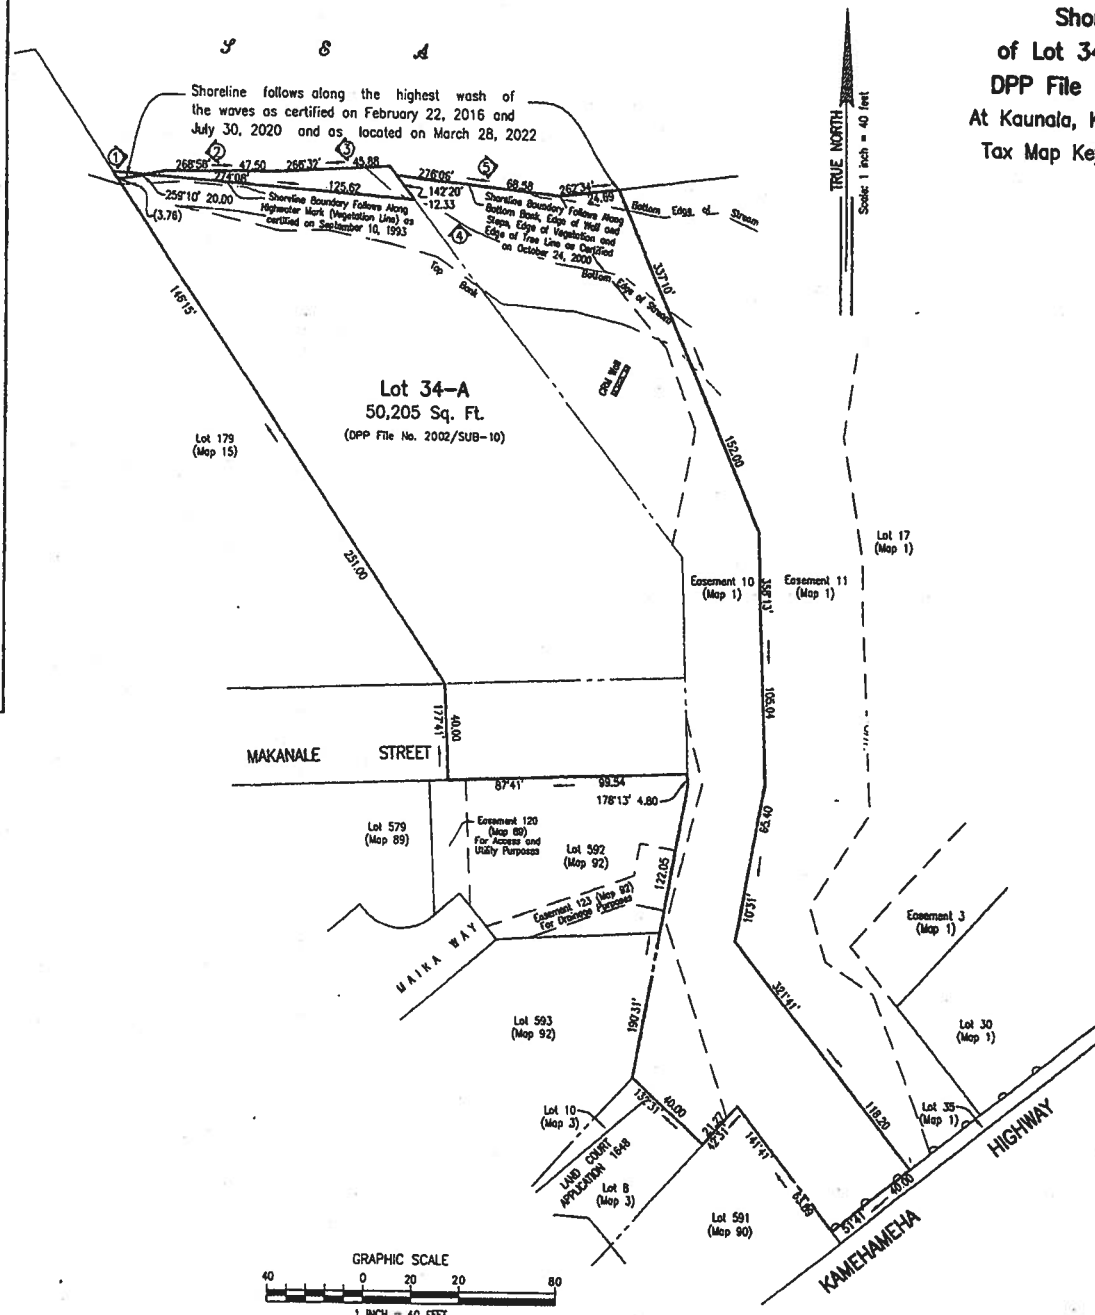 S E A
Shoreline follows along the highest wash of
the waves as certified on February 22, 2016 and
July 30, 2020 and as located on March 28, 2022
Shor
of Lot 34
DPP File
At Kaunala, K
Tax Map Key
TRUE NORTH
Scale: 1 inch = 40 feet
1
2
3
4
5
268°56' 47.50
266°32' 45.88
274°08' 125.62
259°10' 20.00
(3.76)
142°20'
12.33
276°06' 68.58
262°34'
24.69
Shoreline Boundary Follows Along
Highwater Mark (Vegetation Line) as
certified on September 10, 1993
Shoreline Boundary Follows Along
Bottom Bank, Edge of Wall and
Steps, Edge of Vegetation and
Edge of Tree Line as Certified
on October 24, 2000
Bottom Edge of Stream
Bottom Edge of Stream
Top Bank
337°10'
146°15'
CRM Wall
Lot 34-A
50,205 Sq. Ft.
(DPP File No. 2002/SUB-10)
Lot 179
(Map 15)
152.00
251.00
Lot 17
(Map 1)
Easement 10
(Map 1)
358°13'
Easement 11
(Map 1)
105.04
177°41'
40.00
MAKANALE STREET
87°41' 99.54
178°13' 4.80
65.40
Lot 579
(Map 89)
Easement 120
(Map 89)
For Access and
Utility Purposes
Lot 592
(Map 92)
122.05
Easement 123 (Map 92)
For Drainage Purposes
10°31'
MAIKA WAY
Easement 3
(Map 1)
321°41'
Lot 593
(Map 92)
190°31'
Lot 30
(Map 1)
Lot 10
(Map 3)
132°31'
40.00
21.27
42°31'
141°41'
118.20
Lot 35
(Map 1)
LAND COURT
APPLICATION 1648
Lot B
(Map 3)
83.69
Lot 591
(Map 90)
51°41' 40.00
KAMEHAMEHA HIGHWAY
GRAPHIC SCALE
40 0 20 20 80
1 INCH = 40 FEET